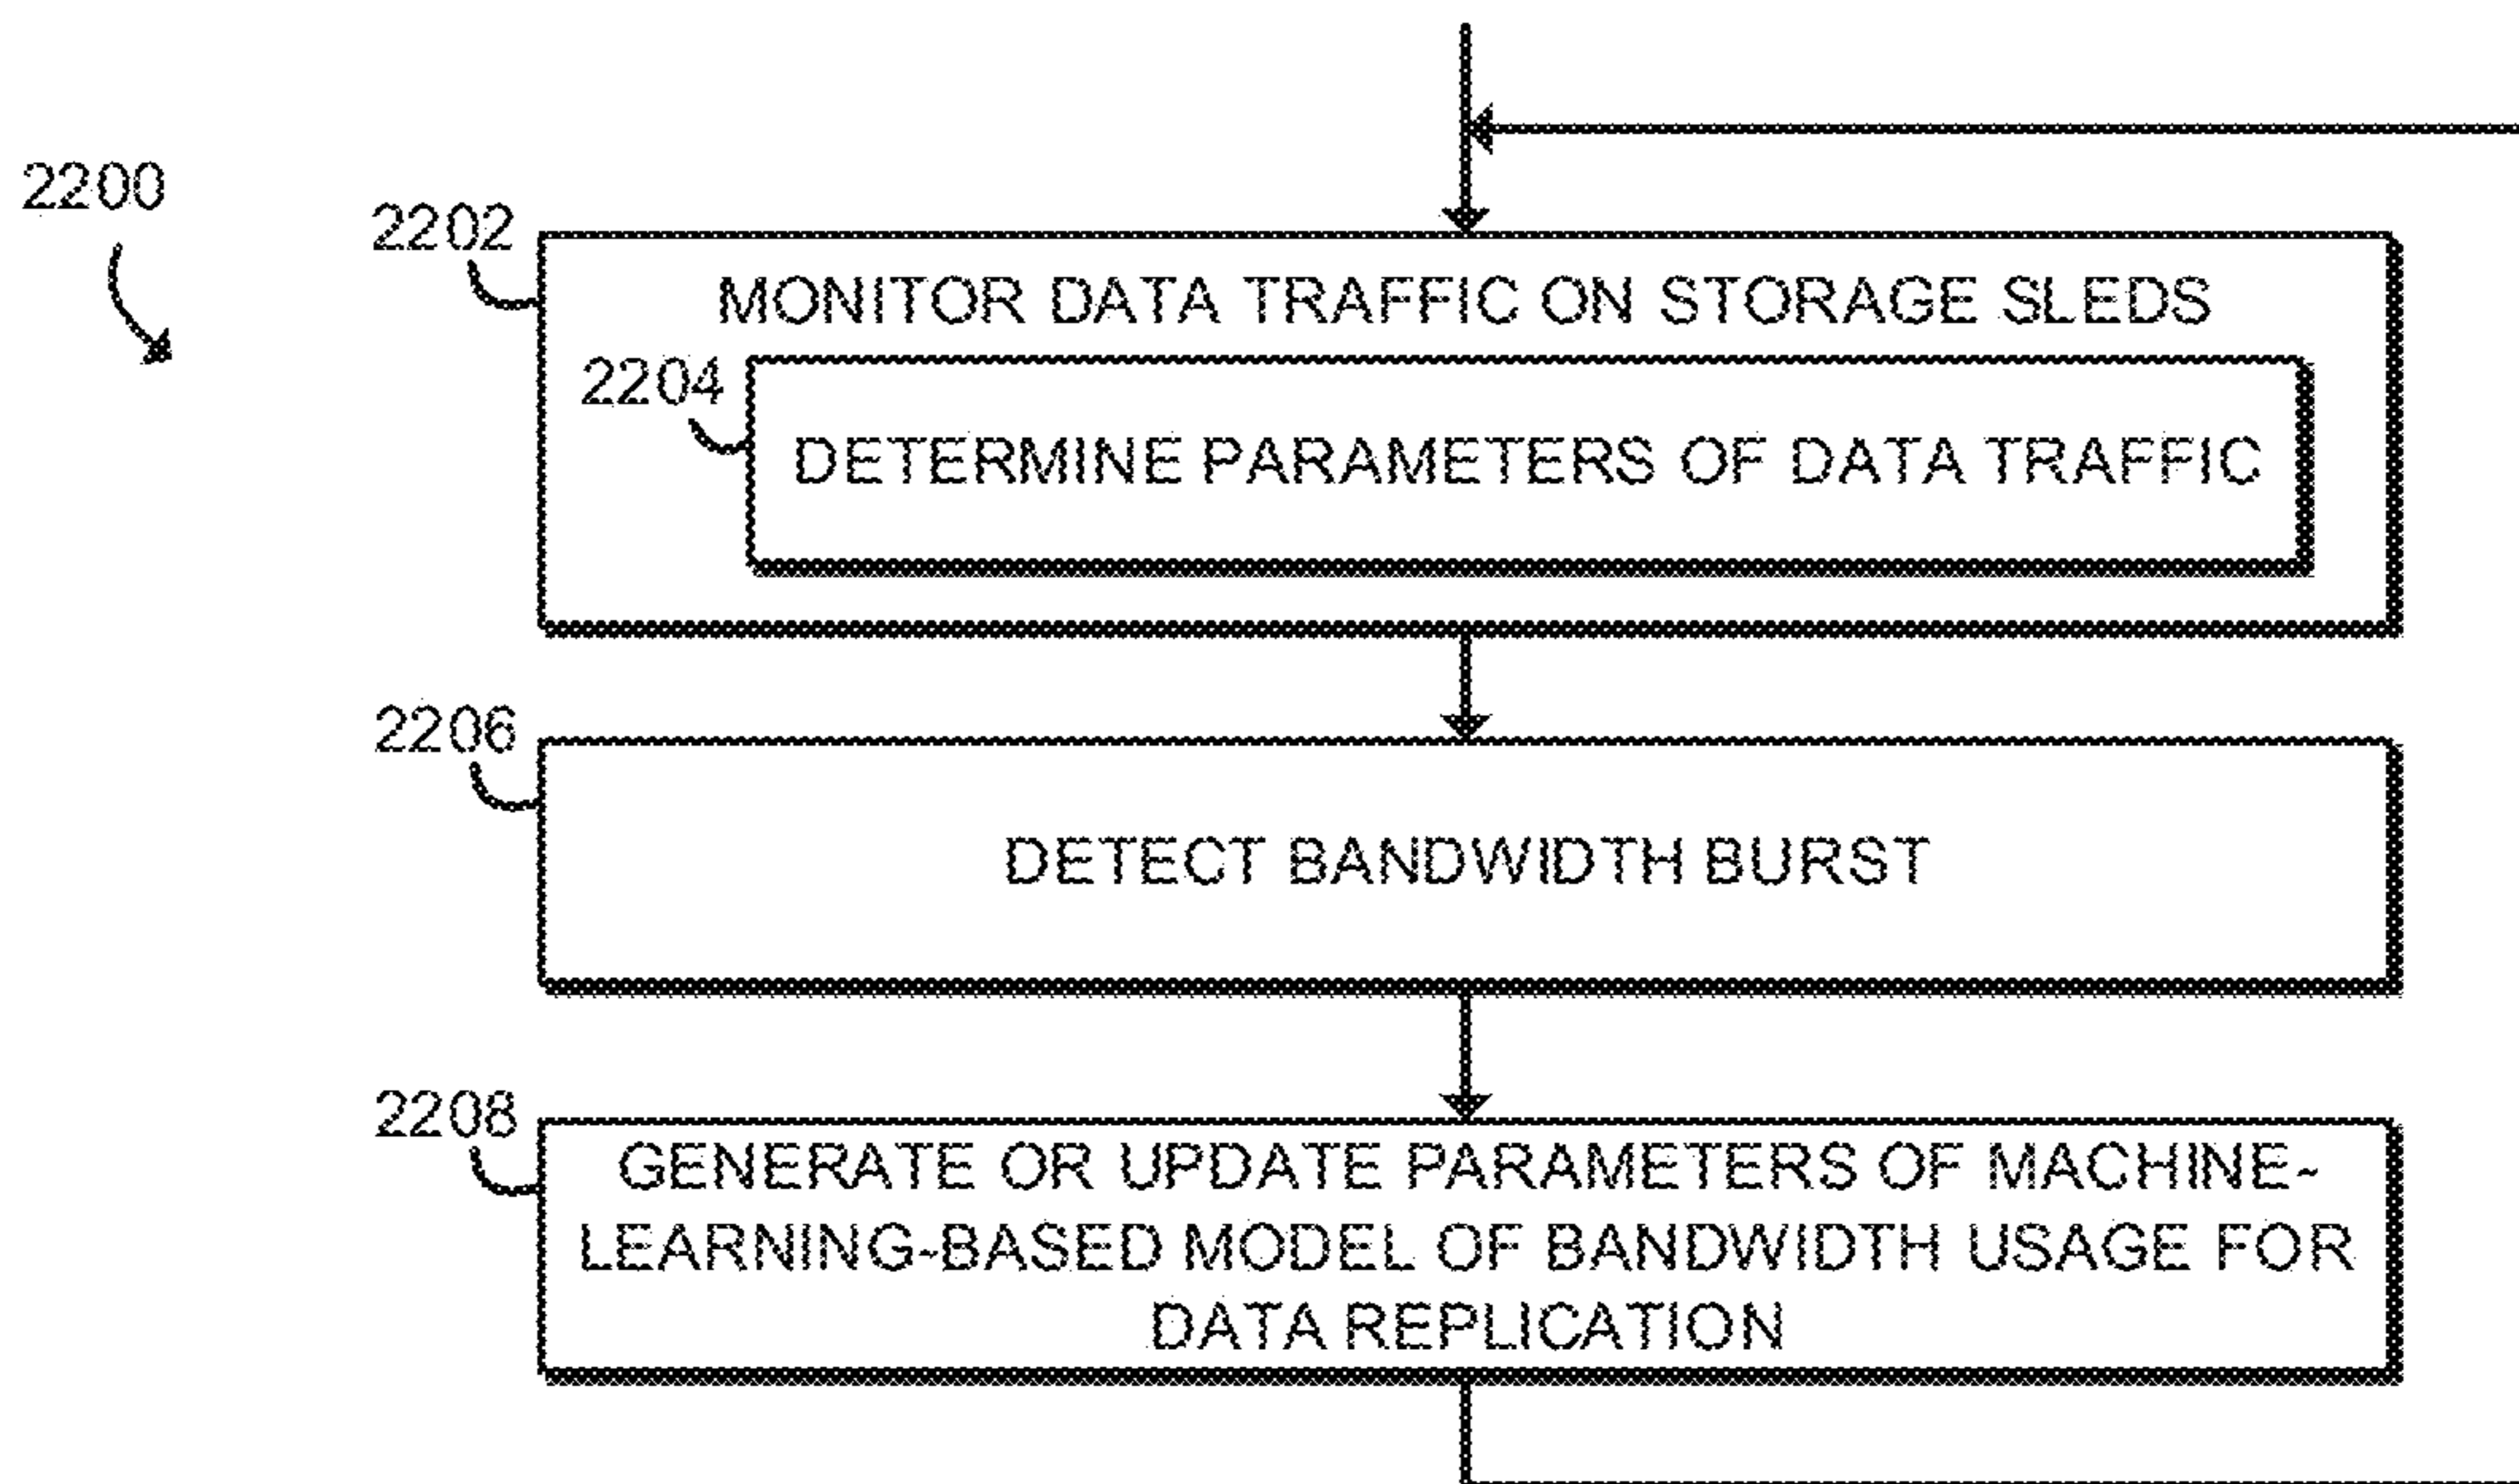 2200
2202
MONITOR DATA TRAFFIC ON STORAGE SLEDS
2204
DETERMINE PARAMETERS OF DATA TRAFFIC
2206
DETECT BANDWIDTH BURST
2208
GENERATE OR UPDATE PARAMETERS OF MACHINE-
LEARNING-BASED MODEL OF BANDWIDTH USAGE FOR
DATA REPLICATION